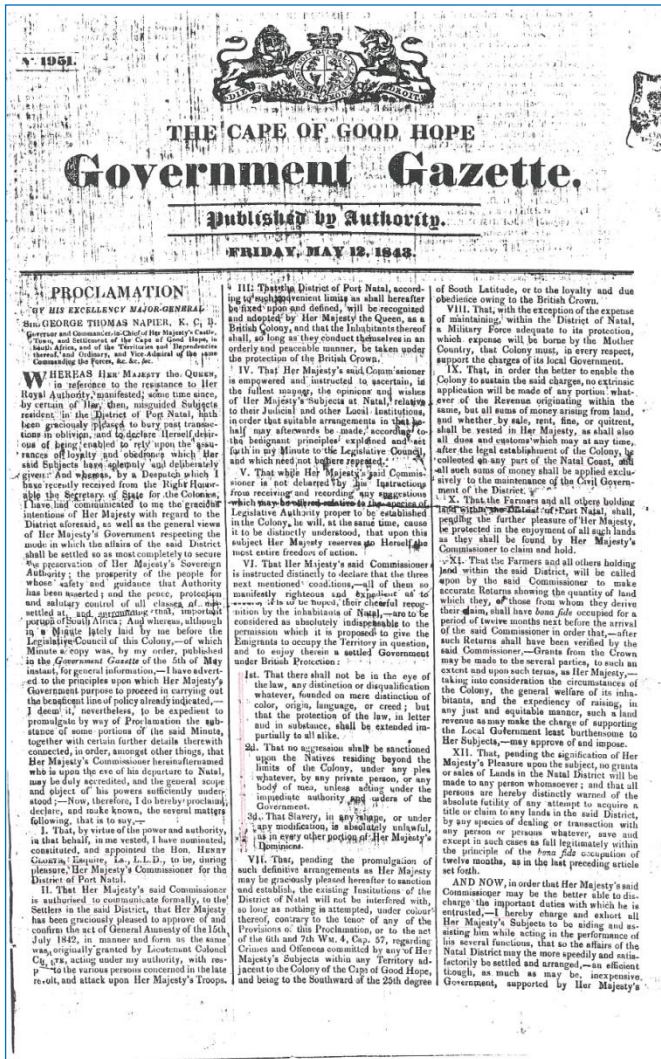 Nº 1951.
DIEU ET MON DROIT
THE CAPE OF GOOD HOPE
Government Gazette.
Published by Authority.
FRIDAY, MAY 12, 1843.
PROCLAMATION
BY HIS EXCELLENCY MAJOR-GENERAL
SIR GEORGE THOMAS NAPIER, K. C. B.
Governor and Commander-in-Chief of Her Majesty's Castle,
Town, and Settlement of the Cape of Good Hope, in
South Africa, and of the Territories and Dependencies
thereof, and Ordinary, and Vice-Admiral of the same
Commanding the Forces, &c. &c. &c.
WHEREAS HER MAJESTY the QUEEN,
in reference to the resistance to Her
Royal Authority, manifested, some time since,
by certain of Her, then, misguided Subjects
resident in the District of Port Natal, hath
been graciously pleased to bury past transac-
tions in oblivion, and to declare Herself desir-
ous of being enabled to rely upon the assu-
rances of loyalty and obedience which Her
said Subjects have solemnly and deliberately
given: And whereas, by a Despatch which I
have recently received from the Right Honor-
able the Secretary of State for the Colonies,
I have had communicated to me the gracious
intentions of Her Majesty with regard to the
District aforesaid, as well as the general views
of Her Majesty's Government respecting the
mode in which the affairs of the said District
shall be settled so as most completely to secure
the preservation of Her Majesty's Sovereign
Authority; the prosperity of the people for
whose safety and guidance that Authority
has been asserted; and the peace, protection
and salutary control of all classes of men
settled at, and surrounding that, important
portion of South Africa; And whereas, although
in a Minute lately laid by me before the
Legislative Council of this Colony,—of which
Minute a copy was, by my order, published
in the Government Gazette of the 5th of May
instant, for general information,—I have advert-
ed to the principles upon which Her Majesty's
Government purpose to proceed in carrying out
the beneficent line of policy already indicated,—
I deem it, nevertheless, to be expedient to
promulgate by way of Proclamation the sub-
stance of some portions of the said Minute,
together with certain further details therewith
connected, in order, amongst other things, that
Her Majesty's Commissioner hereinafternamed
who is upon the eve of his departure to Natal,
may be duly accredited, and the general scope
and object of his powers sufficiently under-
stood;—Now, therefore, I do hereby proclaim,
declare, and make known, the several matters
following, that is to say,—
I. That, by virtue of the power and authority,
in that behalf, in me vested, I have nominated,
constituted, and appointed the Hon. HENRY
CLOETE, Esquire, LL.D., to be, during
pleasure, Her Majesty's Commissioner for the
District of Port Natal.
II. That Her Majesty's said Commissioner
is authorised to communicate formally, to the
Settlers in the said District, that Her Majesty
has been graciously pleased to approve of and
confirm the act of General Amnesty of the 15th
July 1842, in manner and form as the same
was originally granted by Lieutenant Colonel
acting under my authority, with
to the various persons concerned in the late
revolt, and attack upon Her Majesty's Troops.
III. That the District of Port Natal, accord-
ing to such convenient limits as shall hereafter
be fixed upon and defined, will be recognized
and adopted by Her Majesty the Queen, as a
British Colony, and that the Inhabitants thereof
shall, so long as they conduct themselves in an
orderly and peaceable manner, be taken under
the protection of the British Crown.
IV. That Her Majesty's said Commissioner
is empowered and instructed to ascertain, in
the fullest manner, the opinions and wishes
of Her Majesty's Subjects at Natal, relative
to their Judicial and other Local Institutions,
in order that suitable arrangements in that be-
half may afterwards be made, according to
the benignant principles explained and set
forth in my Minute to the Legislative Council,
and which need not be here repeated.
V. That while Her Majesty's said Commis-
sioner is not debarred by his Instructions
from receiving and recording any suggestions
which may be offered relative to the species of
Legislative Authority proper to be established
in the Colony, he will, at the same time, cause
it to be distinctly understood, that upon this
subject Her Majesty reserves to Herself the
most entire freedom of action.
VI. That Her Majesty's said Commissioner
is instructed distinctly to declare that the three
next mentioned conditions,—all of them so
manifestly righteous and expedient as to
secure, it is to be hoped, their cheerful recog-
nition by the inhabitants of Natal,—are to be
considered as absolutely indispensable to the
permission which it is proposed to give the
Emigrants to occupy the Territory in question,
and to enjoy therein a settled Government
under British Protection:
1st. That there shall not be in the eye of
the law, any distinction or disqualification
whatever, founded on mere distinction of
color, origin, language, or creed; but
that the protection of the law, in letter
and in substance, shall be extended im-
partially to all alike.
2d. That no aggression shall be sanctioned
upon the Natives residing beyond the
limits of the Colony, under any plea
whatever, by any private person, or any
body of men, unless acting under the
immediate authority and orders of the
Government.
3d. That Slavery, in any shape, or under
any modification, is absolutely unlawful,
as in every other portion of Her Majesty's
Dominions.
VII. That, pending the promulgation of
such definitive arrangements as Her Majesty
may be graciously pleased hereafter to sanction
and establish, the existing Institutions of the
District of Natal will not be interfered with,
so long as nothing is attempted, under colour
thereof, contrary to the tenor of any of the
Provisions of this Proclamation, or to the act
of the 6th and 7th WM. 4, Cap. 57, regarding
Crimes and Offences committed by any of Her
Majesty's Subjects within any Territory ad-
jacent to the Colony of the Cape of Good Hope,
and being to the Southward of the 25th degree
of South Latitude, or to the loyalty and due
obedience owing to the British Crown.
VIII. That, with the exception of the expense
of maintaining, within the District of Natal,
a Military Force adequate to its protection,
which expense will be borne by the Mother
Country, that Colony must, in every respect,
support the charges of its local Government.
IX. That, in order the better to enable the
Colony to sustain the said charges, no extrinsic
application will be made of any portion what-
ever of the Revenue originating within the
same, but all sums of money arising from land,
and whether by sale, rent, fine, or quitrent,
shall be vested in Her Majesty, as shall also
all dues and customs which may at any time,
after the legal establishment of the Colony, be
collected on any part of the Natal Coast, and
all such sums of money shall be applied exclu-
sively to the maintenance of the Civil Govern-
ment of the District.
X. That the Farmers and all others holding
land within the District of Port Natal, shall,
pending the further pleasure of Her Majesty,
be protected in the enjoyment of all such lands
as they shall be found by Her Majesty's
Commissioner to claim and hold.
XI. That the Farmers and all others holding
land within the said District, will be called
upon by the said Commissioner to make
accurate Returns showing the quantity of land
which they, or those from whom they derive
their claim, shall have bona fide occupied for a
period of twelve months next before the arrival
of the said Commissioner in order that,—after
such Returns shall have been verified by the
said Commissioner,—Grants from the Crown
may be made to the several parties, to such an
extent and upon such terms, as Her Majesty,—
taking into consideration the circumstances of
the Colony, the general welfare of its inha-
bitants, and the expediency of raising, in
any just and equitable manner, such a land
revenue as may make the charge of supporting
the Local Government least burthensome to
Her Subjects,—may approve of and impose.
XII. That, pending the signification of Her
Majesty's Pleasure upon the subject, no grants
or sales of Lands in the Natal District will be
made to any person whomsoever; and that all
persons are hereby distinctly warned of the
absolute futility of any attempt to acquire a
title or claim to any lands in the said District,
by any species of dealing or transaction with
any person or persons whatever, save and
except in such cases as fall legitimately within
the principle of the bona fide occupation of
twelve months, as in the last preceding article
set forth.
AND NOW, in order that Her Majesty's said
Commissioner may be the better able to dis-
charge the important duties with which he is
entrusted,—I hereby charge and exhort all
Her Majesty's Subjects to be aiding and as-
sisting him while acting in the performance of
his several functions, that so the affairs of the
Natal District may the more speedily and satis-
factorily be settled and arranged,—an efficient
though, as much as may be, inexpensive,
Government, supported by Her Majesty's